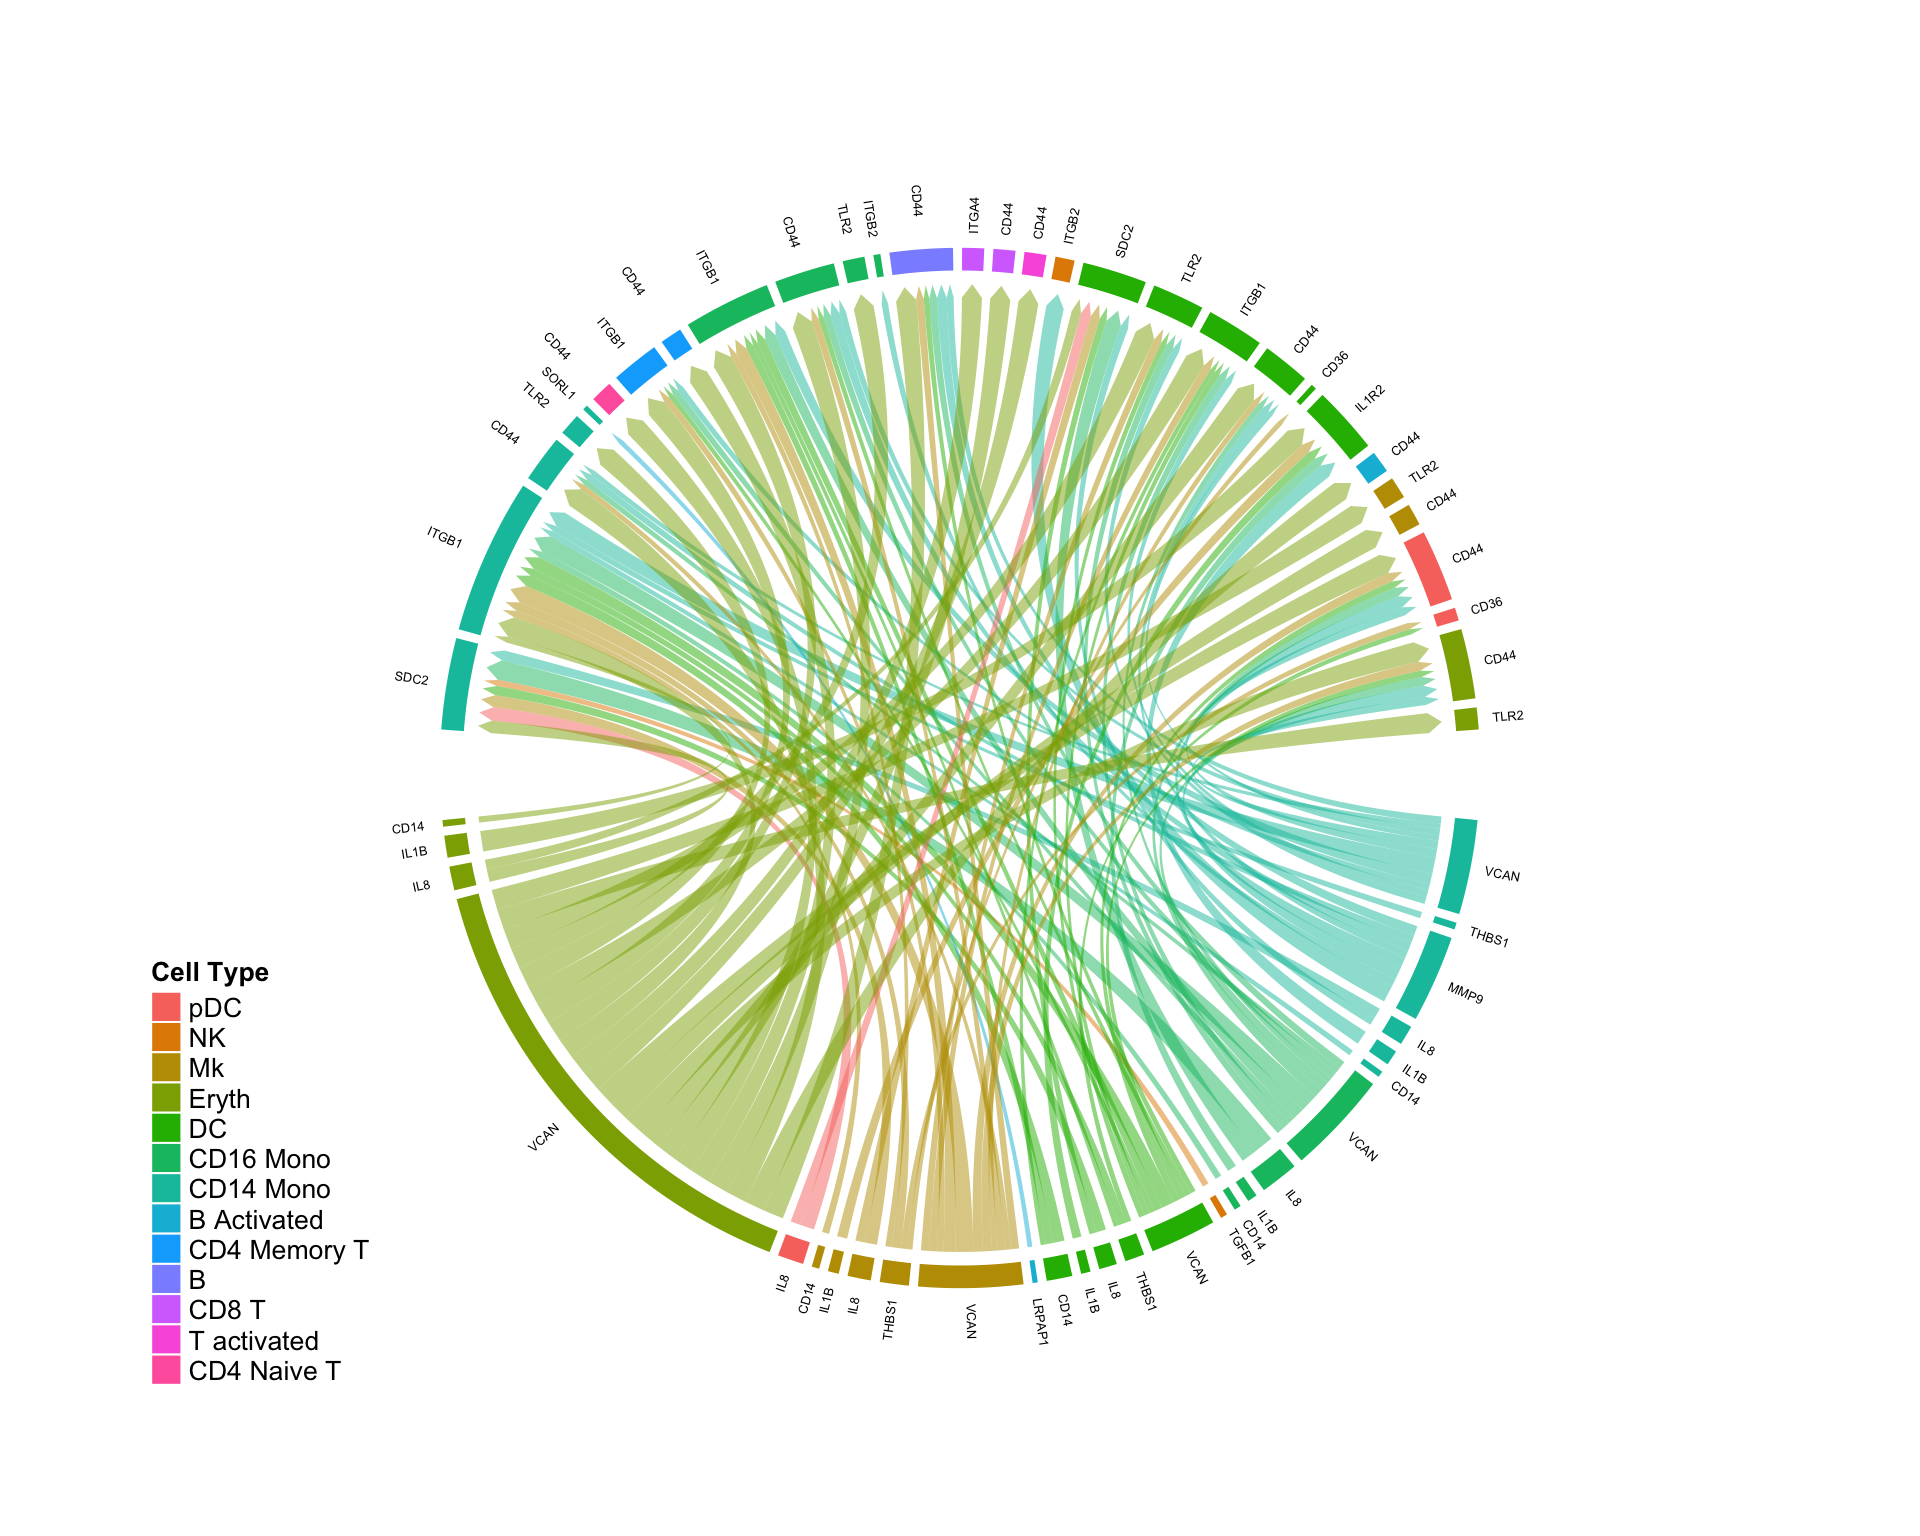 CD44
ITGA4
CD44
CD44
ITGB2
SDC2
TLR2
ITGB1
CD44
CD36
IL1R2
CD44
TLR2
CD44
CD44
CD36
CD44
TLR2
VCAN
THBS1
MMP9
IL8
IL1B
CD14
VCAN
IL8
IL1B
CD14
TGFB1
VCAN
THBS1
IL8
IL1B
CD14
LRPAP1
VCAN
THBS1
IL8
IL1B
CD14
IL8
VCAN
IL8
IL1B
CD14
SDC2
ITGB1
CD44
TLR2
SORL1
CD44
ITGB1
CD44
ITGB1
CD44
TLR2
ITGB2
Cell Type
pDC
NK
Mk
Eryth
DC
CD16 Mono
CD14 Mono
B Activated
CD4 Memory T
B
CD8 T
T activated
CD4 Naive T